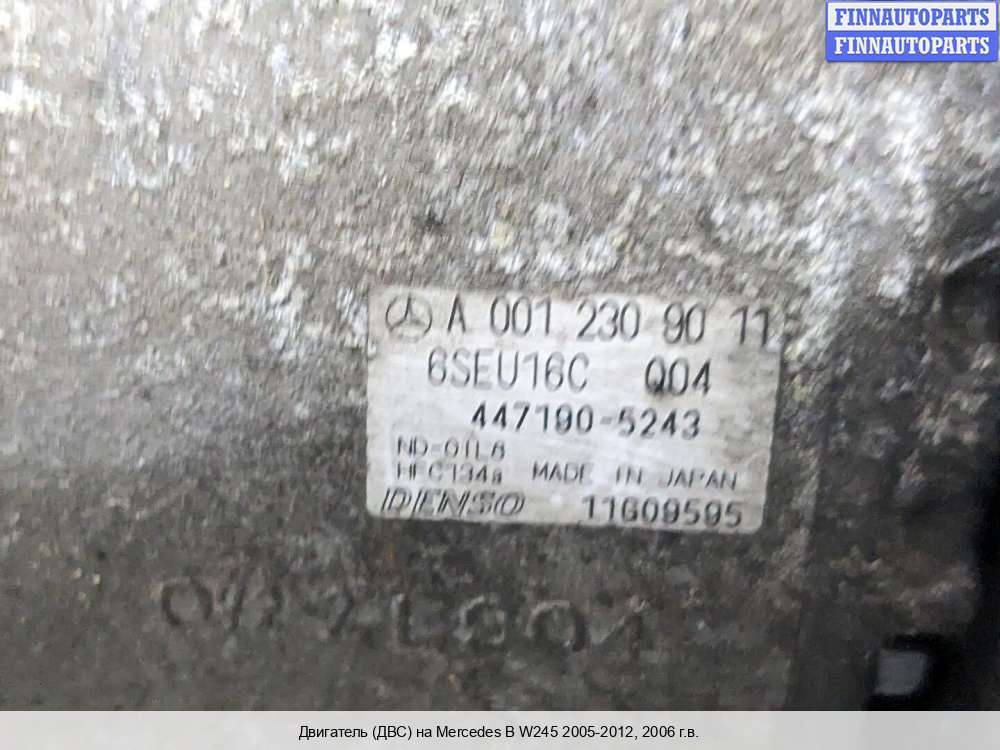 FINNAUTOPARTS
FINNAUTOPARTS
A 001 230 90 11
6SEU16C Q04
447190-5243
ND-OIL8
HFC134a MADE IN JAPAN
DENSO 11G09595
Двигатель (ДВС) на Mercedes B W245 2005-2012, 2006 г.в.